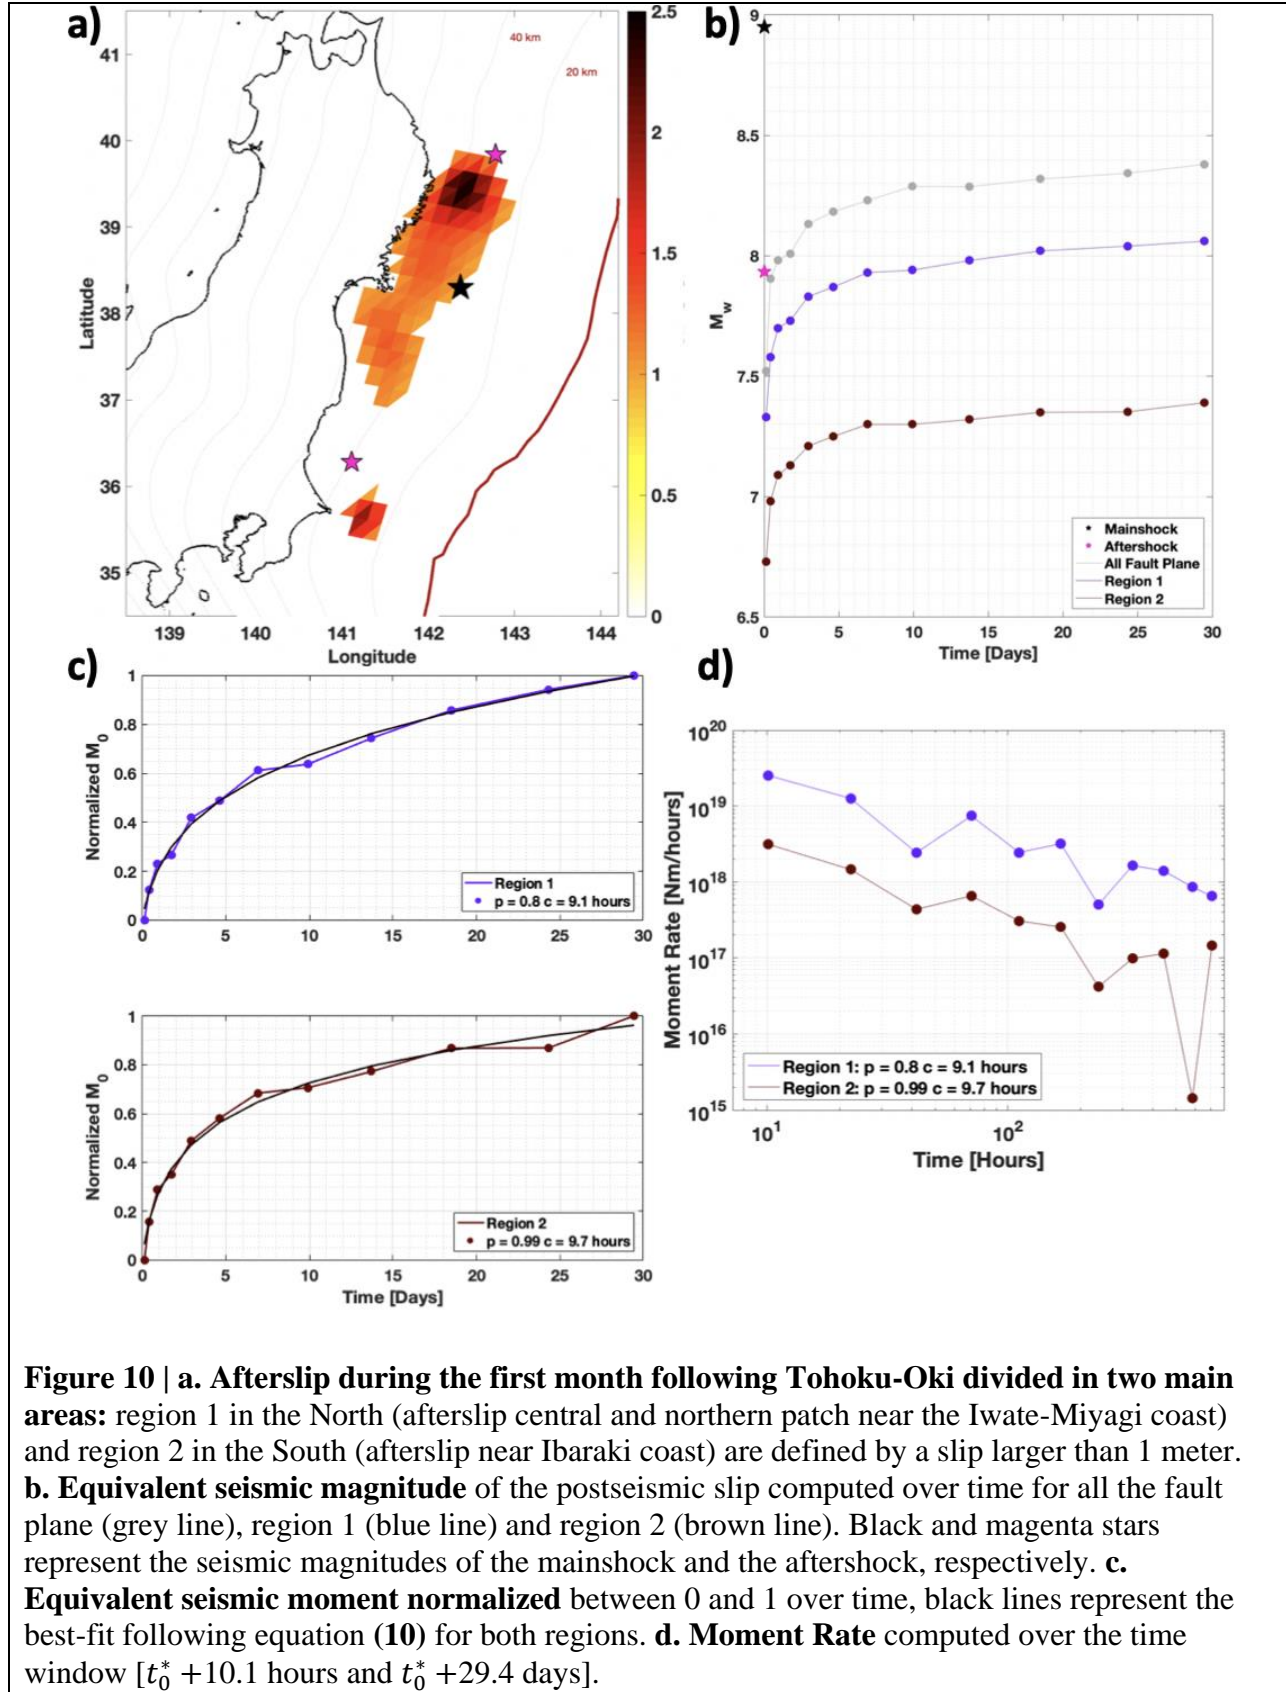 a)
41
40
39
38
37
36
35
Latitude
139
140
141
142
143
144
Longitude
40 km
20 km
2.5
2
1.5
1
0.5
0
b)
9
8.5
8
7.5
7
6.5
Mw
0
5
10
15
20
25
30
Time [Days]
Mainshock
Aftershock
All Fault Plane
Region 1
Region 2
c)
1
0.8
0.6
0.4
0.2
0
Normalized M0
0
5
10
15
20
25
30
Region 1
p = 0.8 c = 9.1 hours
1
0.8
0.6
0.4
0.2
0
Normalized M0
0
5
10
15
20
25
30
Time [Days]
Region 2
p = 0.99 c = 9.7 hours
d)
10^20
10^19
10^18
10^17
10^16
10^15
Moment Rate [Nm/hours]
10^1
10^2
Time [Hours]
Region 1: p = 0.8 c = 9.1 hours
Region 2: p = 0.99 c = 9.7 hours
Figure 10 | a. Afterslip during the first month following Tohoku-Oki divided in two main
areas: region 1 in the North (afterslip central and northern patch near the Iwate-Miyagi coast)
and region 2 in the South (afterslip near Ibaraki coast) are defined by a slip larger than 1 meter.
b. Equivalent seismic magnitude of the postseismic slip computed over time for all the fault
plane (grey line), region 1 (blue line) and region 2 (brown line). Black and magenta stars
represent the seismic magnitudes of the mainshock and the aftershock, respectively. c.
Equivalent seismic moment normalized between 0 and 1 over time, black lines represent the
best-fit following equation (10) for both regions. d. Moment Rate computed over the time
window [t0* +10.1 hours and t0* +29.4 days].